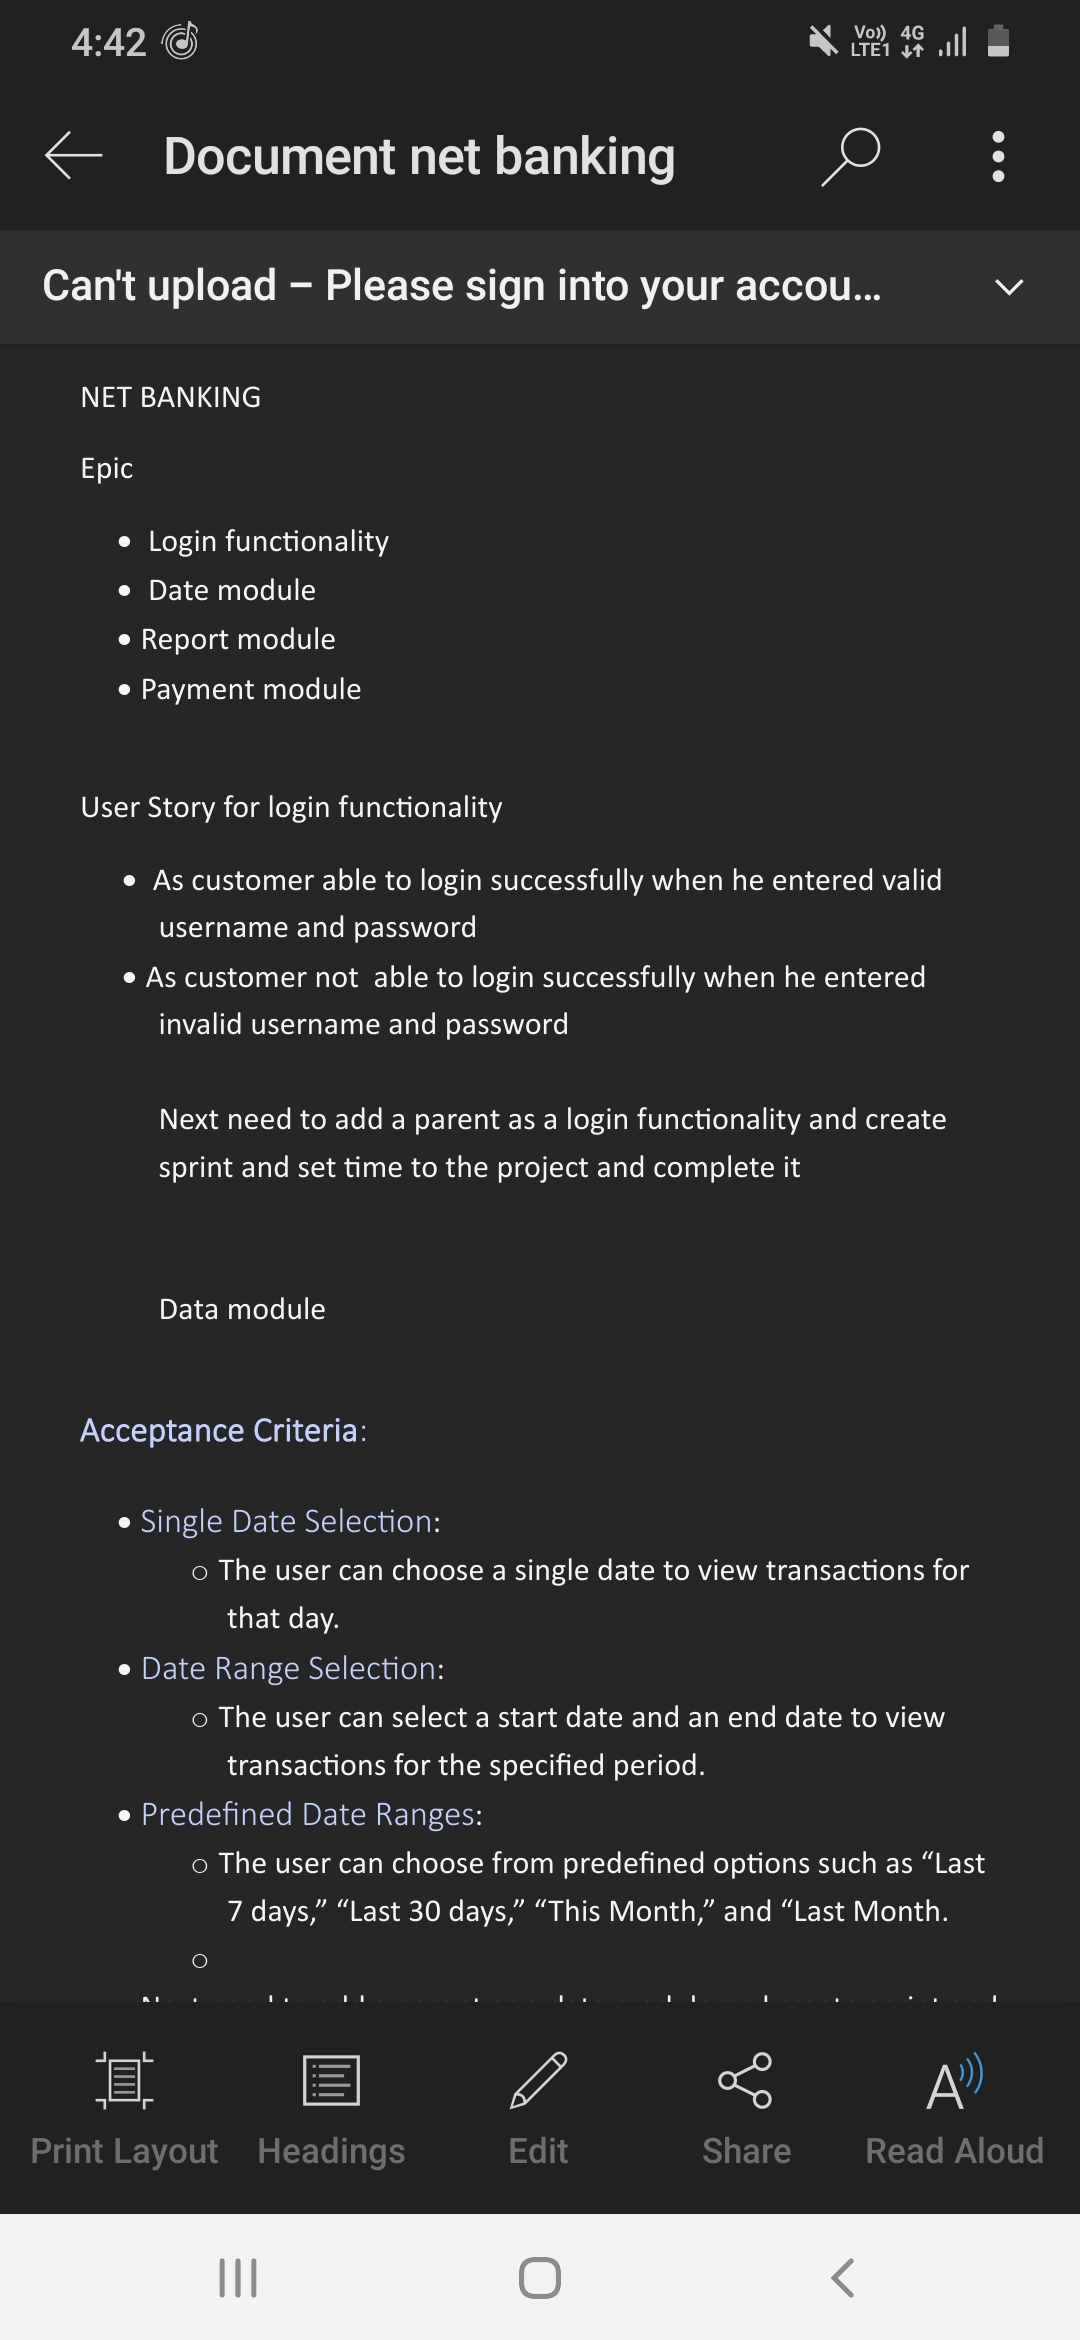 4:42
Vo)) 4G
LTE1
Document net banking
Can't upload – Please sign into your accou...
NET BANKING
Epic
• Login functionality
• Date module
• Report module
• Payment module
User Story for login functionality
• As customer able to login successfully when he entered valid
username and password
• As customer not  able to login successfully when he entered
invalid username and password
Next need to add a parent as a login functionality and create
sprint and set time to the project and complete it
Data module
Acceptance Criteria:
• Single Date Selection:
○ The user can choose a single date to view transactions for
that day.
• Date Range Selection:
○ The user can select a start date and an end date to view
transactions for the specified period.
• Predefined Date Ranges:
○ The user can choose from predefined options such as “Last
7 days,” “Last 30 days,” “This Month,” and “Last Month.
○
Print Layout
Headings
Edit
Share
Read Aloud